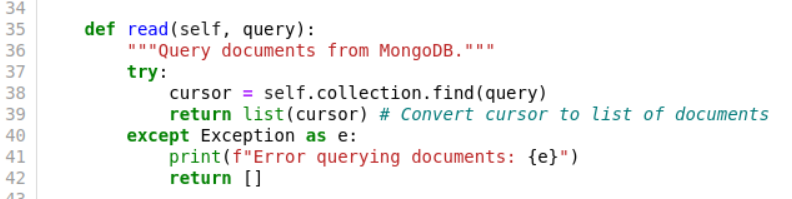 34
35 def read(self, query):
36 """Query documents from MongoDB."""
37 try:
38 cursor = self.collection.find(query)
39 return list(cursor) # Convert cursor to list of documents
40 except Exception as e:
41 print(f"Error querying documents: {e}")
42 return []
43